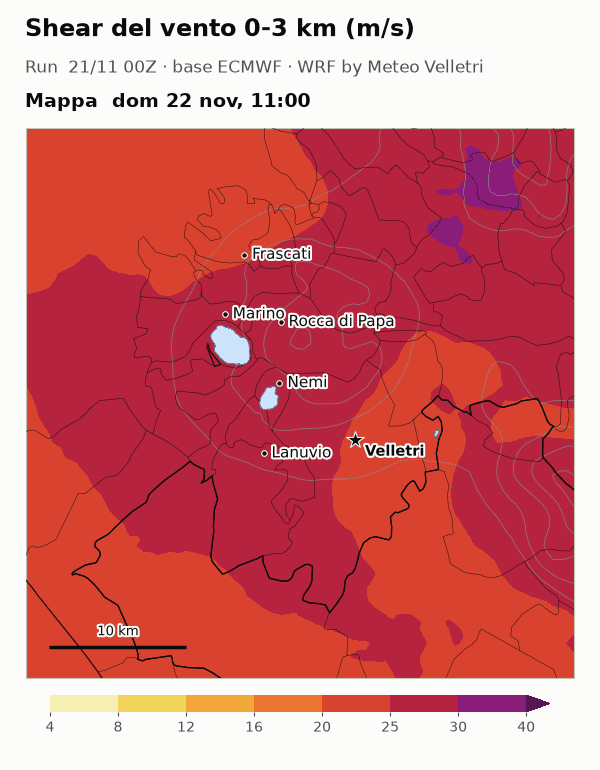 Shear del vento 0-3 km (m/s)
Run 21/11 00Z · base ECMWF · WRF by Meteo Velletri
Mappa dom 22 nov, 11:00
Frascati
Marino
Rocca di Papa
Nemi
Velletri
Lanuvio
10 km
4 8 12 16 20 25 30 40